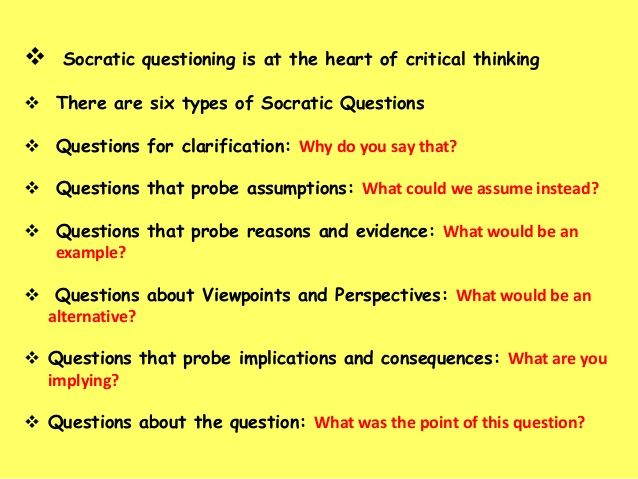 ❖ Socratic questioning is at the heart of critical thinking
❖ There are six types of Socratic Questions
❖ Questions for clarification: Why do you say that?
❖ Questions that probe assumptions: What could we assume instead?
❖ Questions that probe reasons and evidence: What would be an
example?
❖ Questions about Viewpoints and Perspectives: What would be an
alternative?
❖ Questions that probe implications and consequences: What are you
implying?
❖ Questions about the question: What was the point of this question?